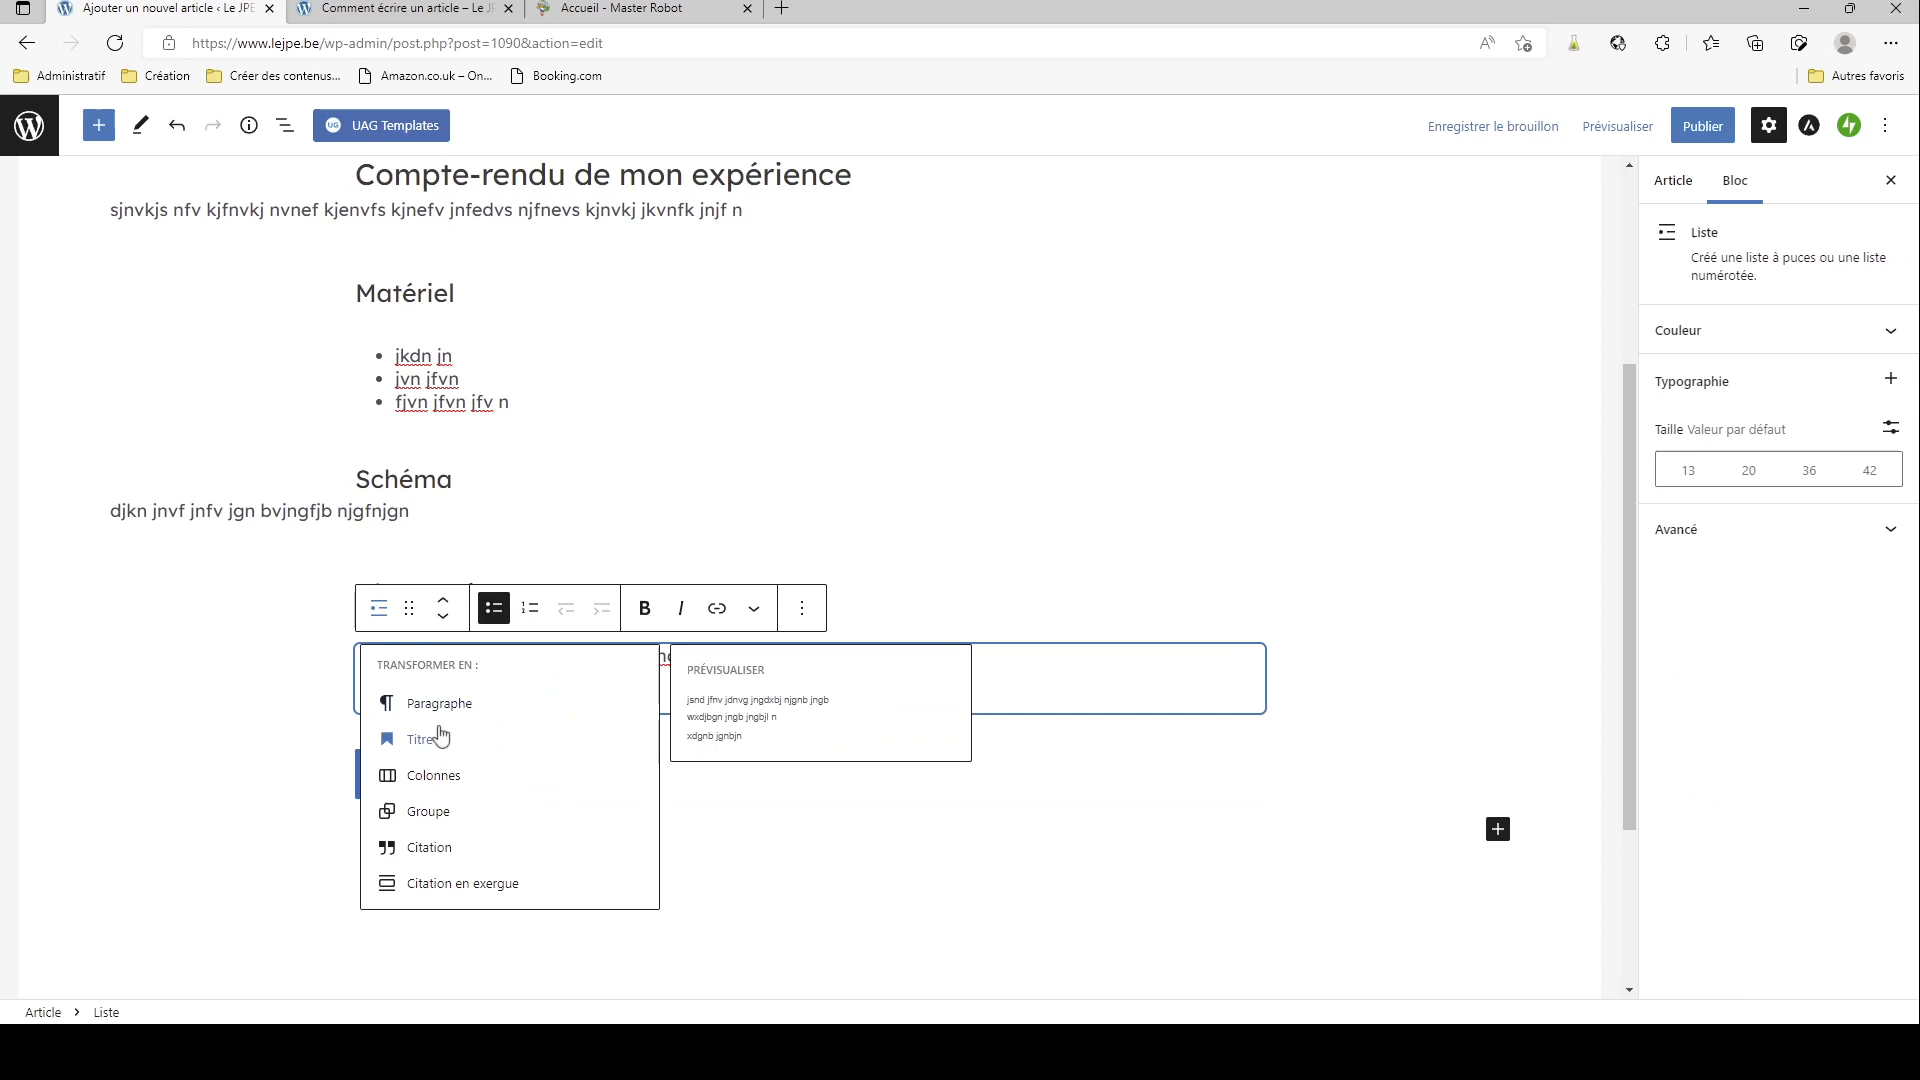 Ajouter un nouvel article ‹ Le JPE
Comment écrire un article – Le
Accueil - Master Robot
https://www.lejpe.be/wp-admin/post.php?post=1090&action=edit
Administratif
Création
Créer des contenus...
Amazon.co.uk – On...
Booking.com
Autres favoris
UAG Templates
Enregistrer le brouillon
Prévisualiser
Publier
Compte-rendu de mon expérience
sjnvkjs nfv kjfnvkj nvnef kjenvfs kjnefv jnfedvs njfnevs kjnvkj jkvnfk jnjf n
Matériel
• jkdn jn
• jvn jfvn
• fjvn jfvn jfv n
Schéma
djkn jnvf jnfv jgn bvjngfjb njgfnjgn
B I
TRANSFORMER EN :
Paragraphe
Titre
Colonnes
Groupe
Citation
Citation en exergue
PRÉVISUALISER
jsnd jfnv jdnvg jngdxbj njgnb jngb
wxdjbgn jngb jngbjl n
xdgnb jgnbjn
Article
Bloc
Liste
Créé une liste à puces ou une liste
numérotée.
Couleur
Typographie
Taille Valeur par défaut
13 20 36 42
Avancé
Article > Liste